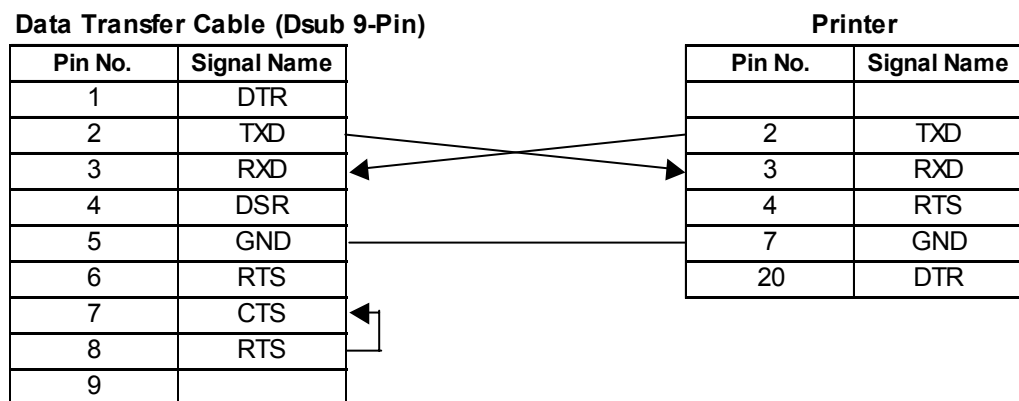 Data Transfer Cable (Dsub 9-Pin)
Printer
Pin No. Signal Name
1 DTR
2 TXD
3 RXD
4 DSR
5 GND
6 RTS
7 CTS
8 RTS
9
Pin No. Signal Name
2 TXD
3 RXD
4 RTS
7 GND
20 DTR